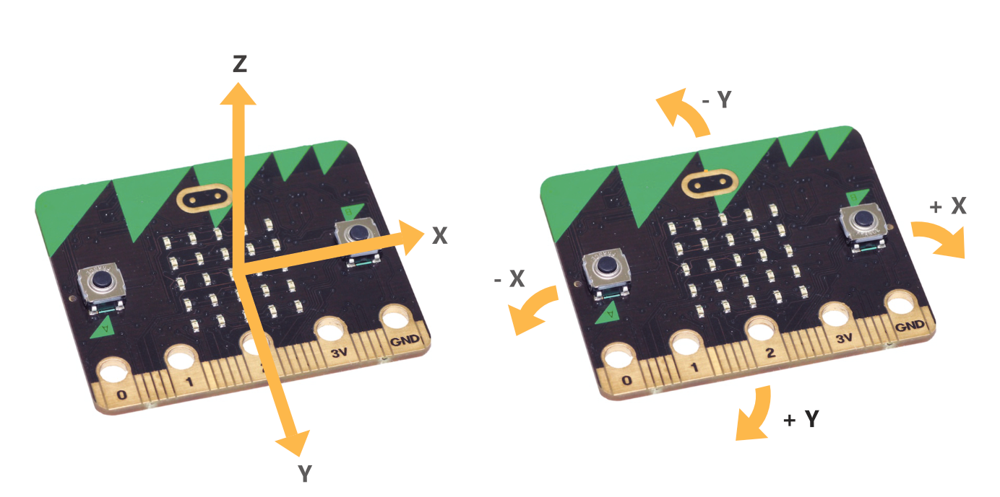 Z
X
Y
B
A
0
1
2
3V
GND
- Y
+ X
- X
+ Y
B
A
0
1
2
3V
GND